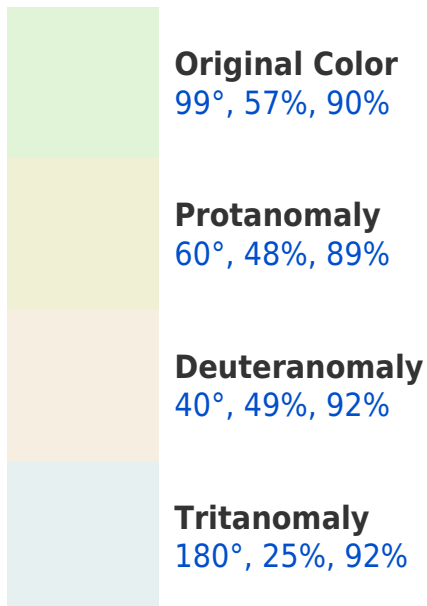 Original Color
99°, 57%, 90%
Protanomaly
60°, 48%, 89%
Deuteranomaly
40°, 49%, 92%
Tritanomaly
180°, 25%, 92%